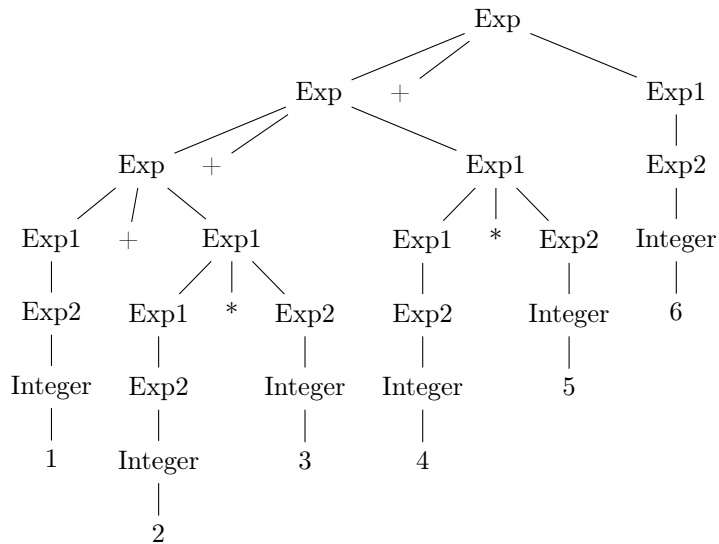 Exp
Exp + Exp1
Exp + Exp1 Exp2
Exp1 + Exp1 Exp1 * Exp2 Integer
Exp2 Exp1 * Exp2 Exp2 Integer 6
Integer Exp2 Integer Integer 5
1 Integer 3 4
2